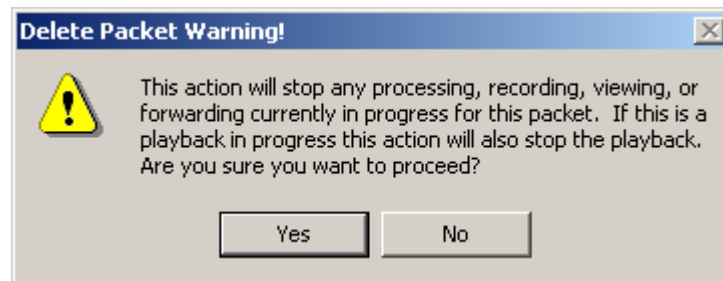 Delete Packet Warning!
This action will stop any processing, recording, viewing, or
forwarding currently in progress for this packet.  If this is a
playback in progress this action will also stop the playback.
Are you sure you want to proceed?
Yes No